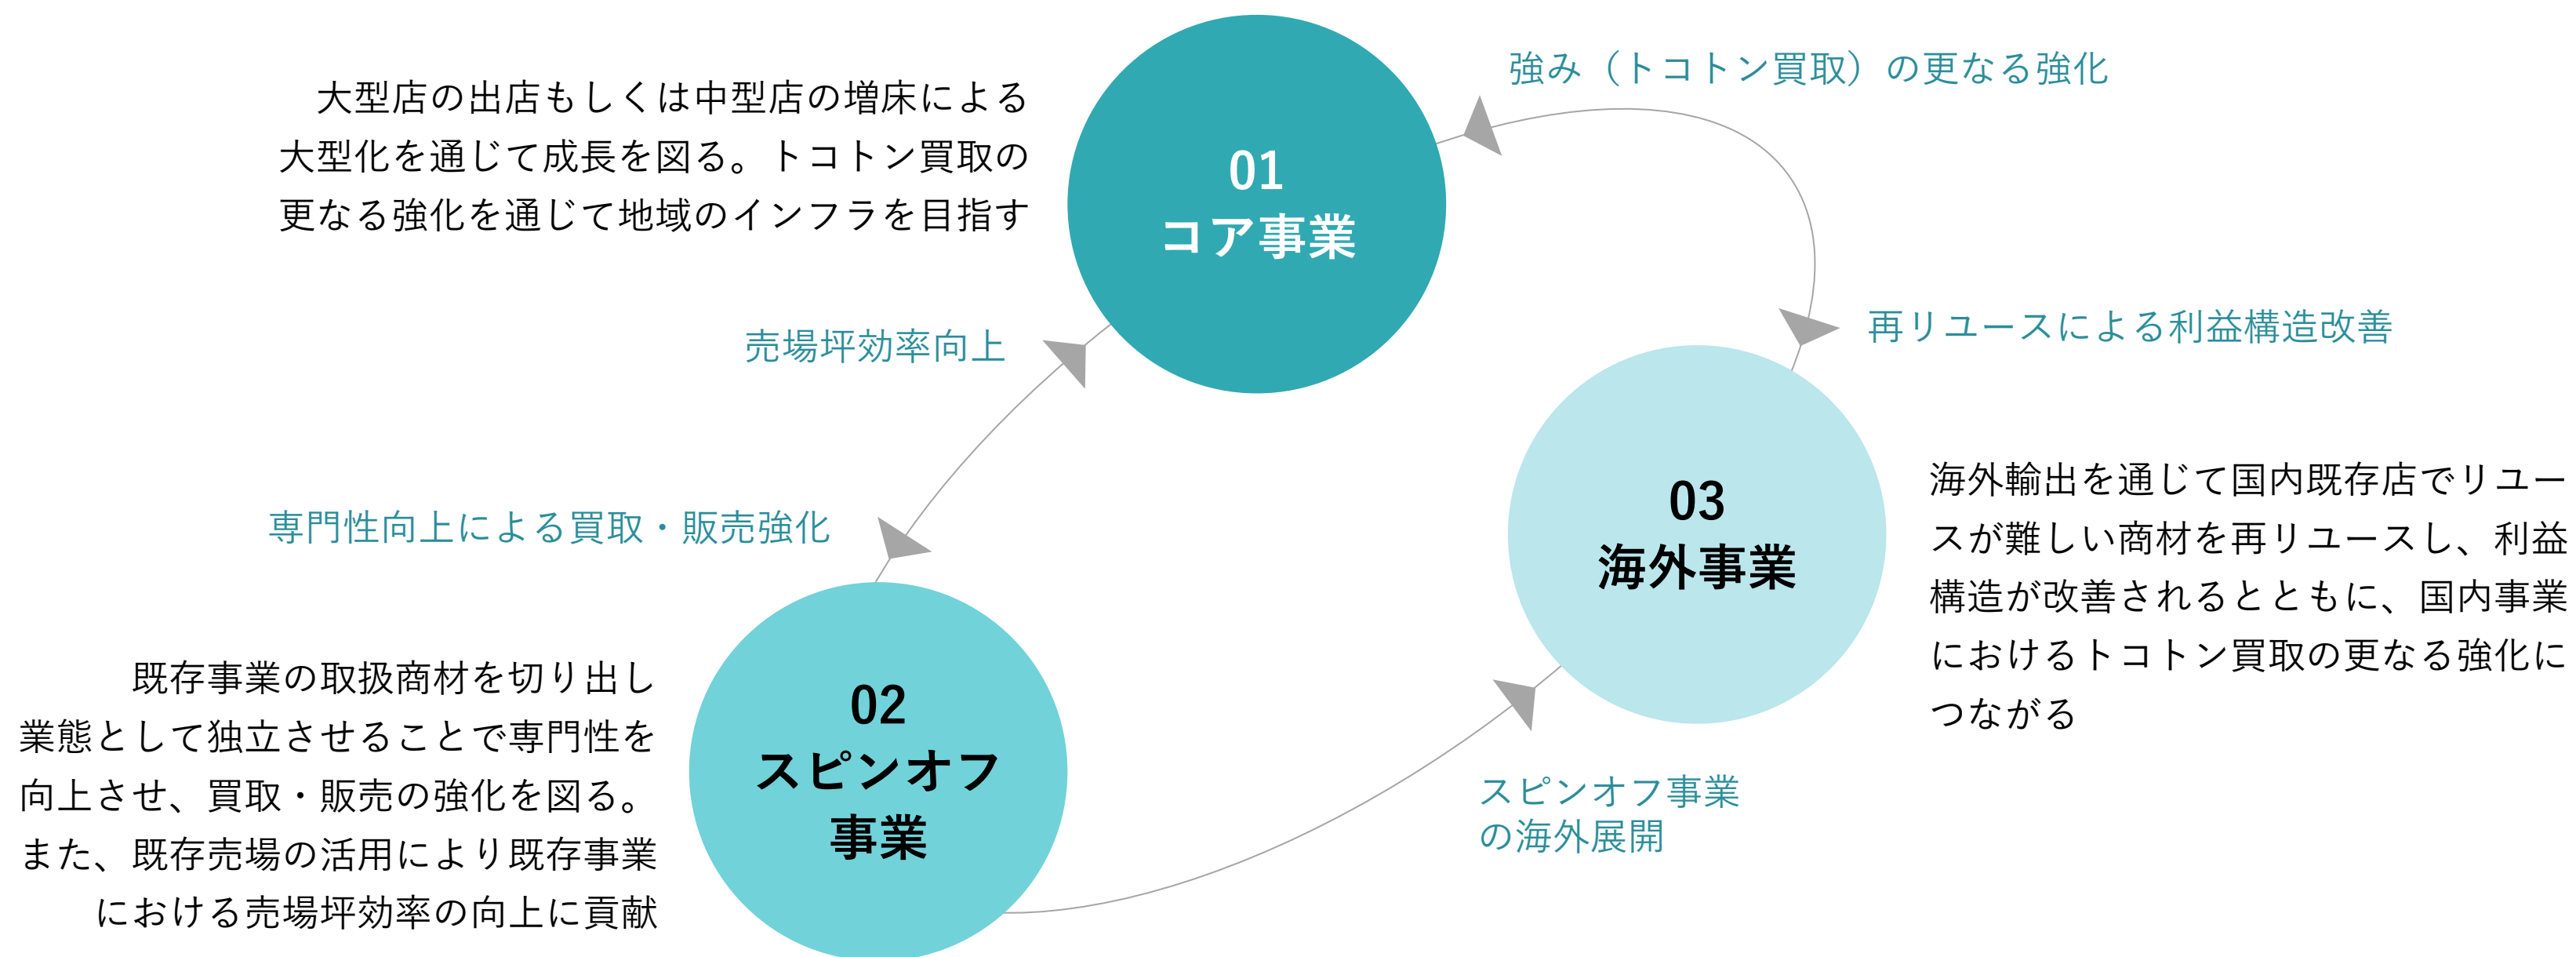 強み（トコトン買取）の更なる強化
大型店の出店もしくは中型店の増床による
大型化を通じて成長を図る。トコトン買取の
更なる強化を通じて地域のインフラを目指す
01
コア事業
売場坪効率向上
再リユースによる利益構造改善
専門性向上による買取・販売強化
03
海外事業
海外輸出を通じて国内既存店でリユー
スが難しい商材を再リユースし、利益
構造が改善されるとともに、国内事業
におけるトコトン買取の更なる強化に
つながる
既存事業の取扱商材を切り出し
業態として独立させることで専門性を
向上させ、買取・販売の強化を図る。
また、既存売場の活用により既存事業
における売場坪効率の向上に貢献
02
スピンオフ
事業
スピンオフ事業
の海外展開